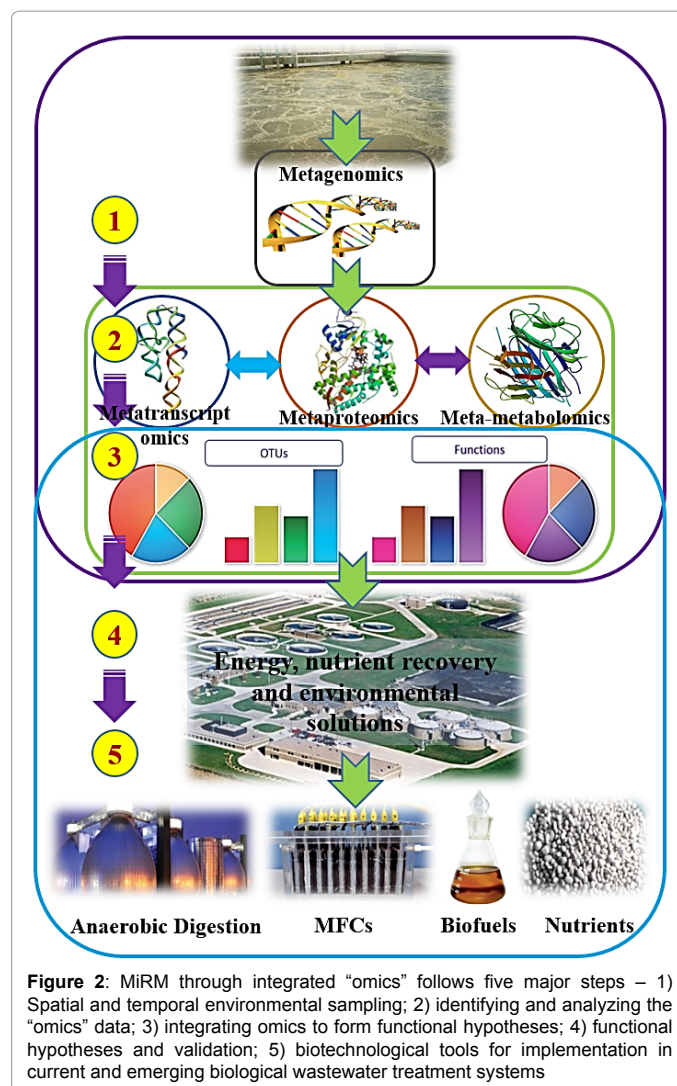 Metagenomics
1
2
Metatranscript
omics
Metaproteomics
Meta-metabolomics
3
OTUs
Functions
4
Energy, nutrient recovery
and environmental
solutions
5
Anaerobic Digestion
MFCs
Biofuels
Nutrients
Figure 2: MiRM through integrated “omics” follows five major steps – 1)
Spatial and temporal environmental sampling; 2) identifying and analyzing the
“omics” data; 3) integrating omics to form functional hypotheses; 4) functional
hypotheses and validation; 5) biotechnological tools for implementation in
current and emerging biological wastewater treatment systems